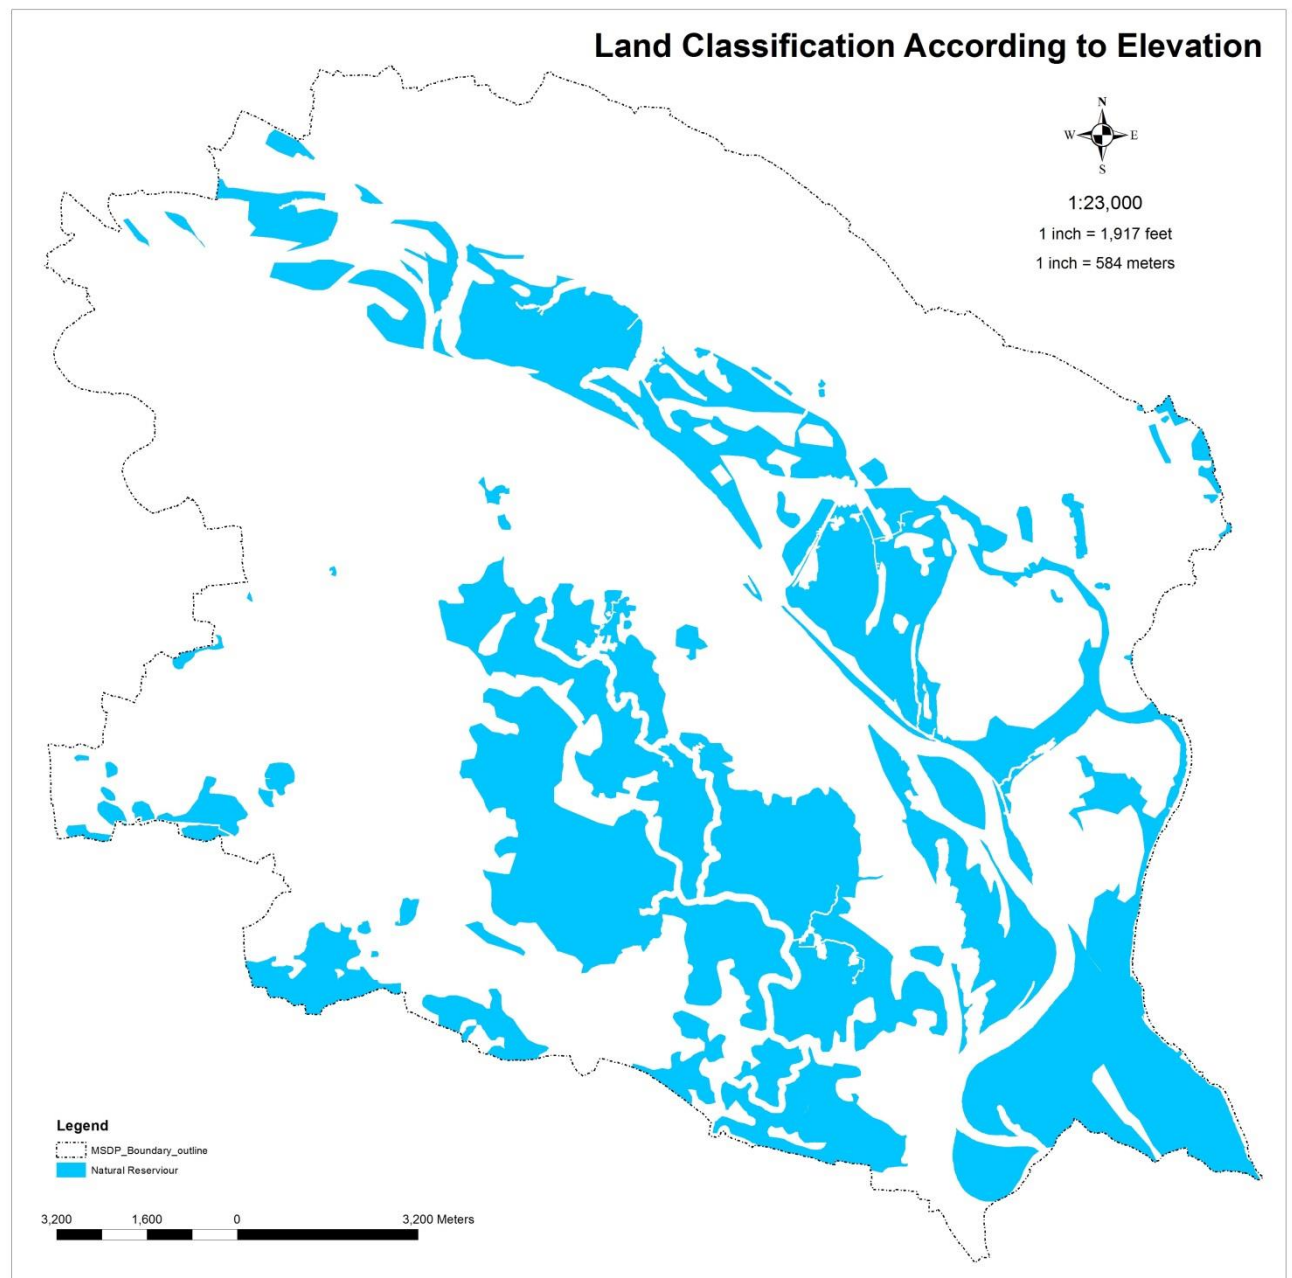 Land Classification According to Elevation
N
W E
S
1:23,000
1 inch = 1,917 feet
1 inch = 584 meters
Legend
MSDP_Boundary_outline
Natural Reserviour
3,200 1,600 0 3,200 Meters